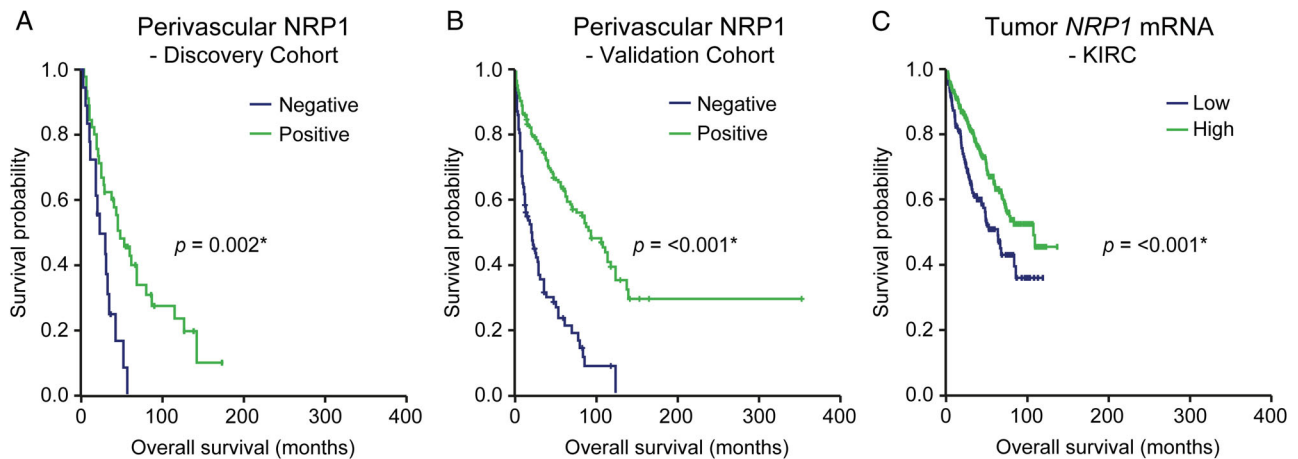 A
Perivascular NRP1
- Discovery Cohort
Negative
Positive
p = 0.002*
Survival probability
1.0
0.8
0.6
0.4
0.2
0.0
0
100
200
300
400
Overall survival (months)
B
Perivascular NRP1
- Validation Cohort
Negative
Positive
p = <0.001*
Survival probability
1.0
0.8
0.6
0.4
0.2
0.0
0
100
200
300
400
Overall survival (months)
C
Tumor NRP1 mRNA
- KIRC
Low
High
p = <0.001*
Survival probability
1.0
0.8
0.6
0.4
0.2
0.0
0
100
200
300
400
Overall survival (months)